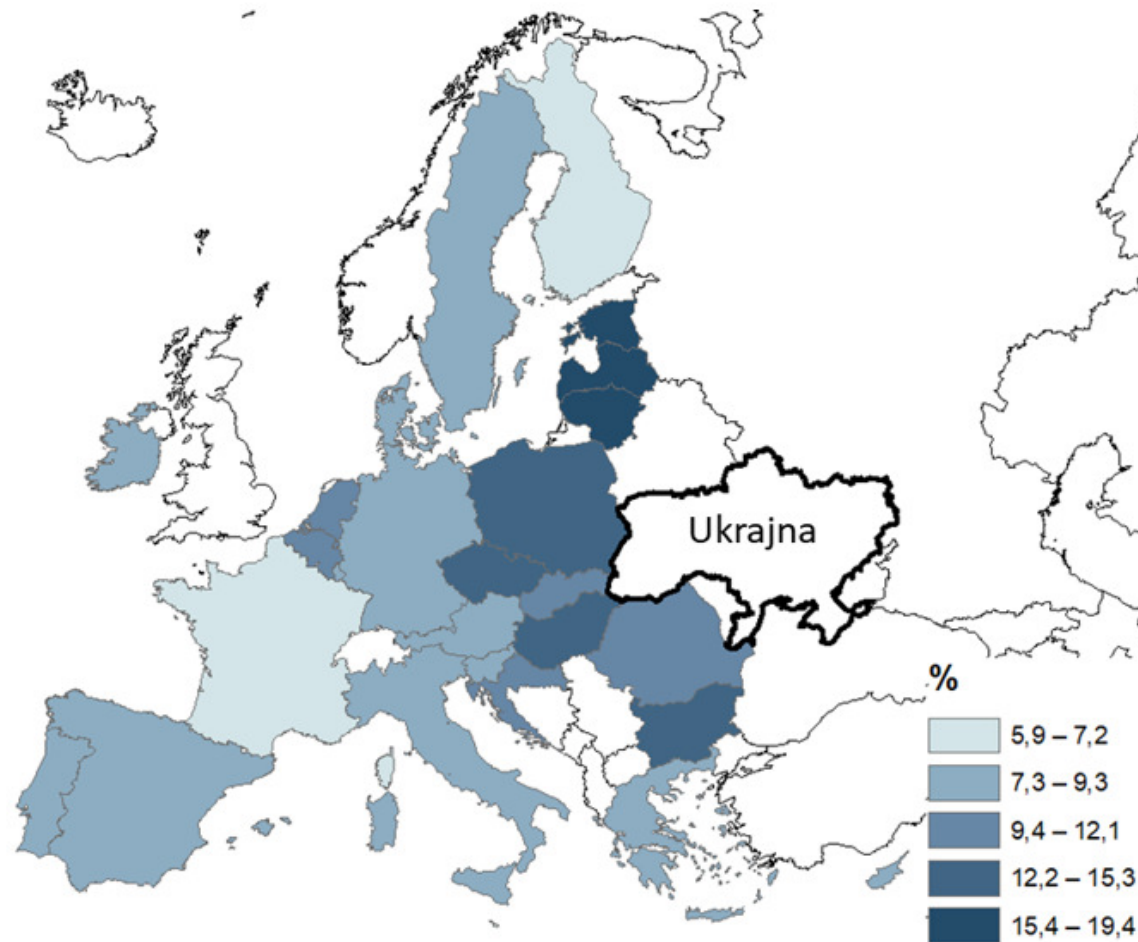 Ukrajna
%
5,9 – 7,2
7,3 – 9,3
9,4 – 12,1
12,2 – 15,3
15,4 – 19,4